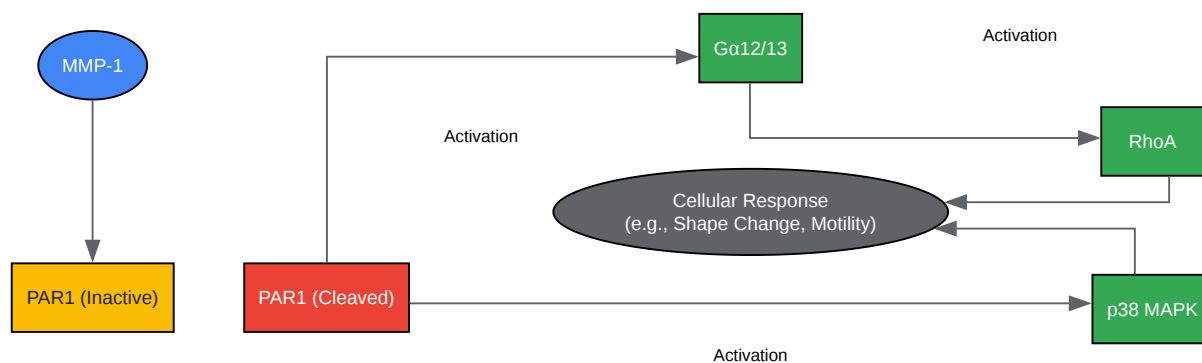 MMP-1
Gα12/13
Activation
Activation
RhoA
Cellular Response
(e.g., Shape Change, Motility)
PAR1 (Inactive)
PAR1 (Cleaved)
p38 MAPK
Activation